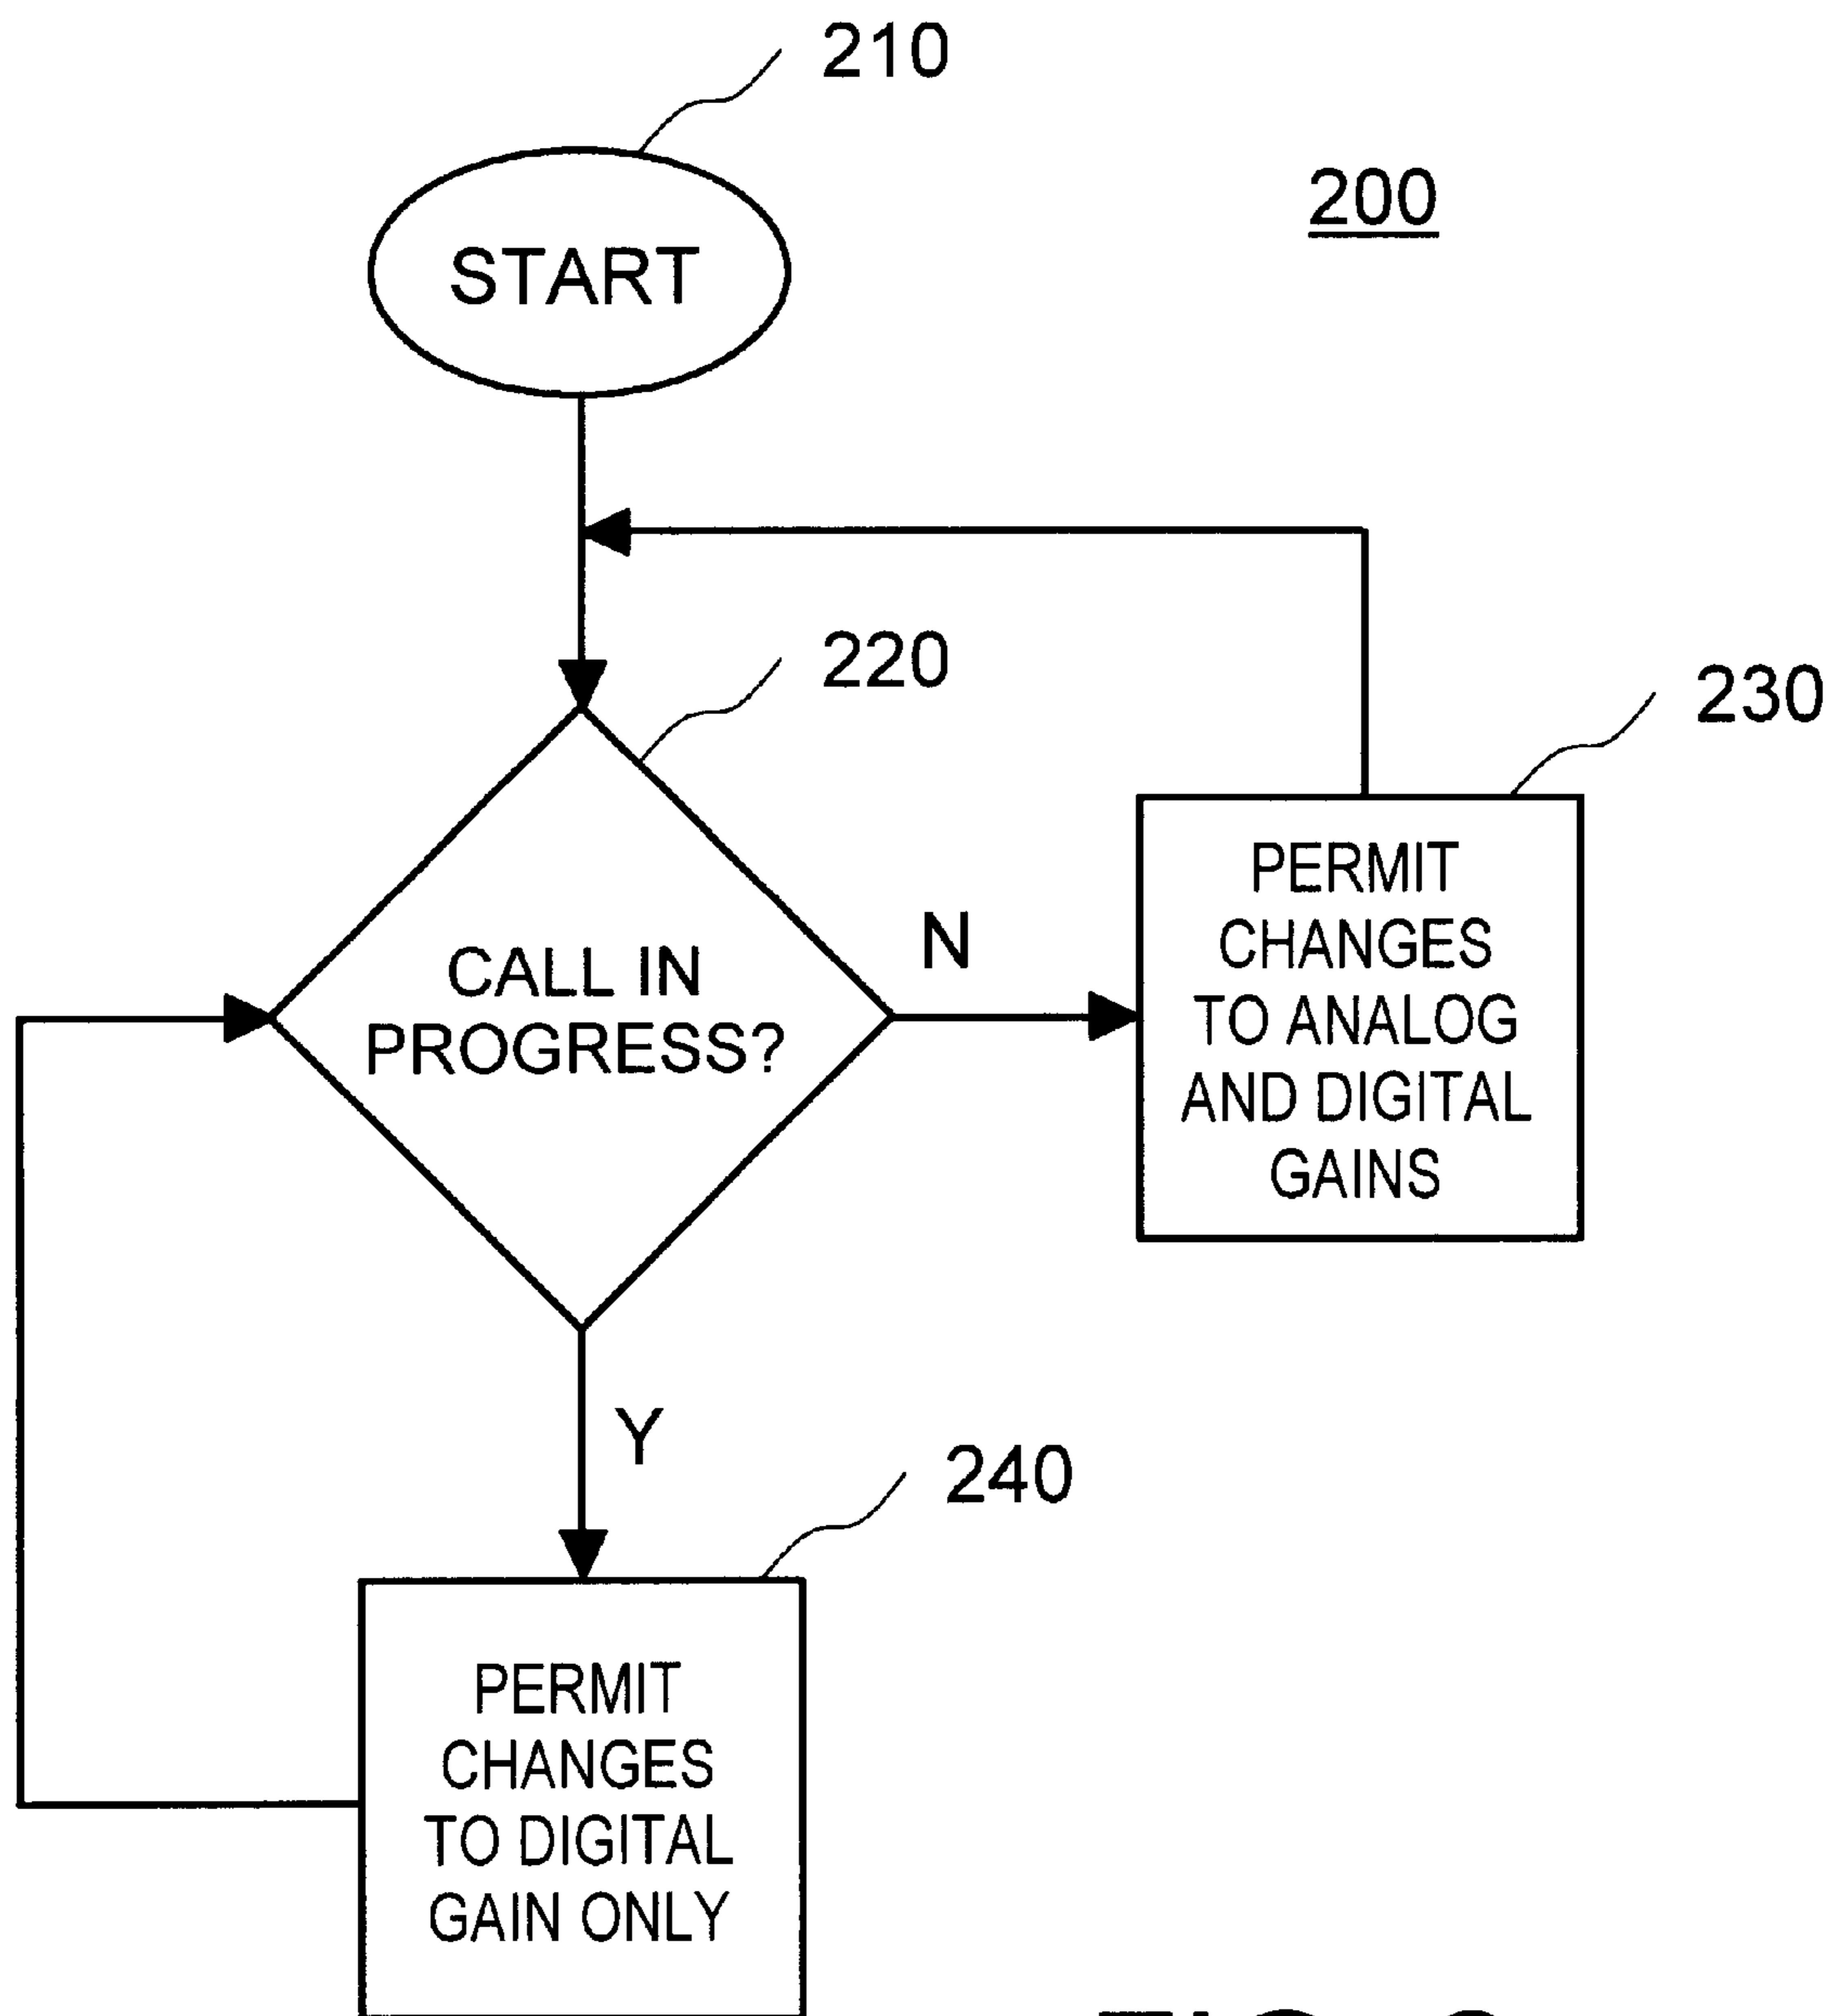 210
200
START
220
230
CALL IN
PROGRESS?
N
PERMIT
CHANGES
TO ANALOG
AND DIGITAL
GAINS
Y
240
PERMIT
CHANGES
TO DIGITAL
GAIN ONLY